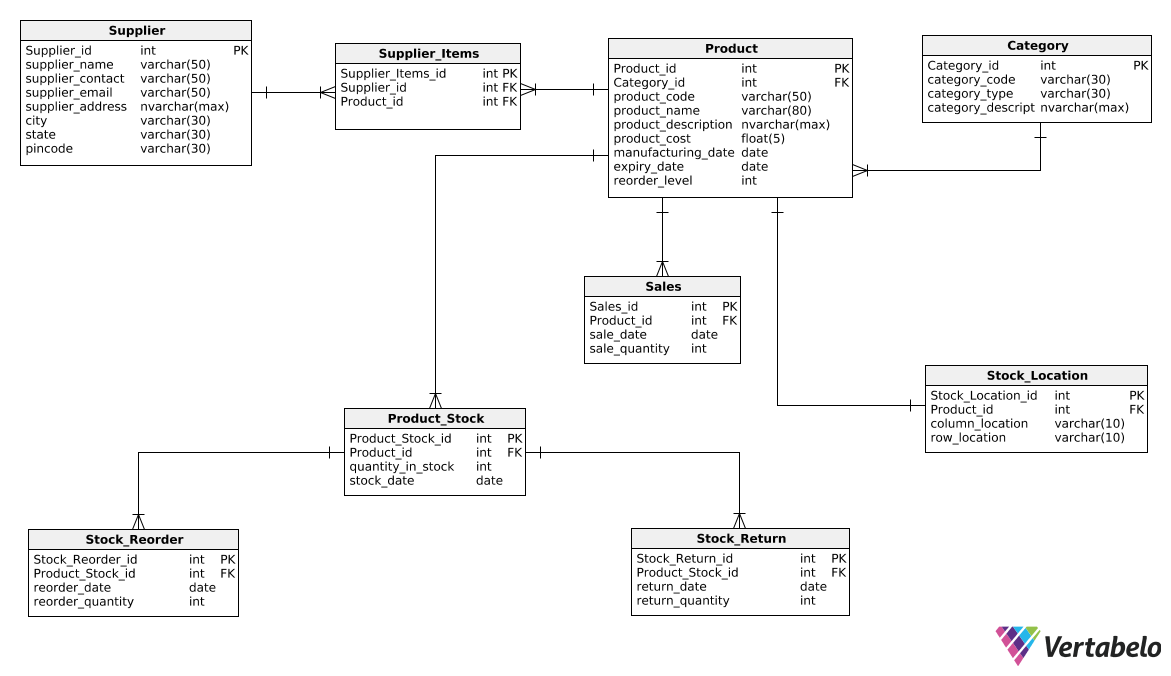 Supplier
Supplier_id int PK
supplier_name varchar(50)
supplier_contact varchar(50)
supplier_email varchar(50)
supplier_address nvarchar(max)
city varchar(30)
state varchar(30)
pincode varchar(30)
Supplier_Items
Supplier_Items_id int PK
Supplier_id int FK
Product_id int FK
Product
Product_id int PK
Category_id int FK
product_code varchar(50)
product_name varchar(80)
product_description nvarchar(max)
product_cost float(5)
manufacturing_date date
expiry_date date
reorder_level int
Category
Category_id int PK
category_code varchar(30)
category_type varchar(30)
category_descript nvarchar(max)
Sales
Sales_id int PK
Product_id int FK
sale_date date
sale_quantity int
Stock_Location
Stock_Location_id int PK
Product_id int FK
column_location varchar(10)
row_location varchar(10)
Product_Stock
Product_Stock_id int PK
Product_id int FK
quantity_in_stock int
stock_date date
Stock_Reorder
Stock_Reorder_id int PK
Product_Stock_id int FK
reorder_date date
reorder_quantity int
Stock_Return
Stock_Return_id int PK
Product_Stock_id int FK
return_date date
return_quantity int
Vertabelo